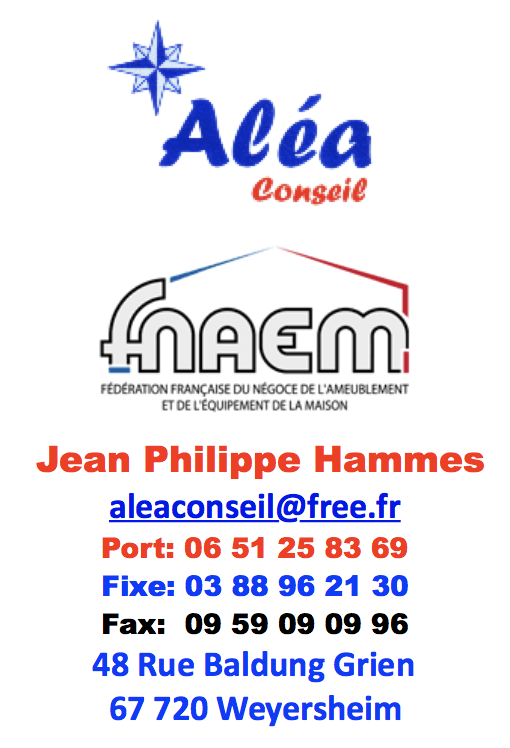 Aléa
Conseil
FNAEM
FÉDÉRATION FRANÇAISE DU NÉGOCE DE L'AMEUBLEMENT
ET DE L'ÉQUIPEMENT DE LA MAISON
Jean Philippe Hammes
aleaconseil@free.fr
Port: 06 51 25 83 69
Fixe: 03 88 96 21 30
Fax: 09 59 09 09 96
48 Rue Baldung Grien
67 720 Weyersheim